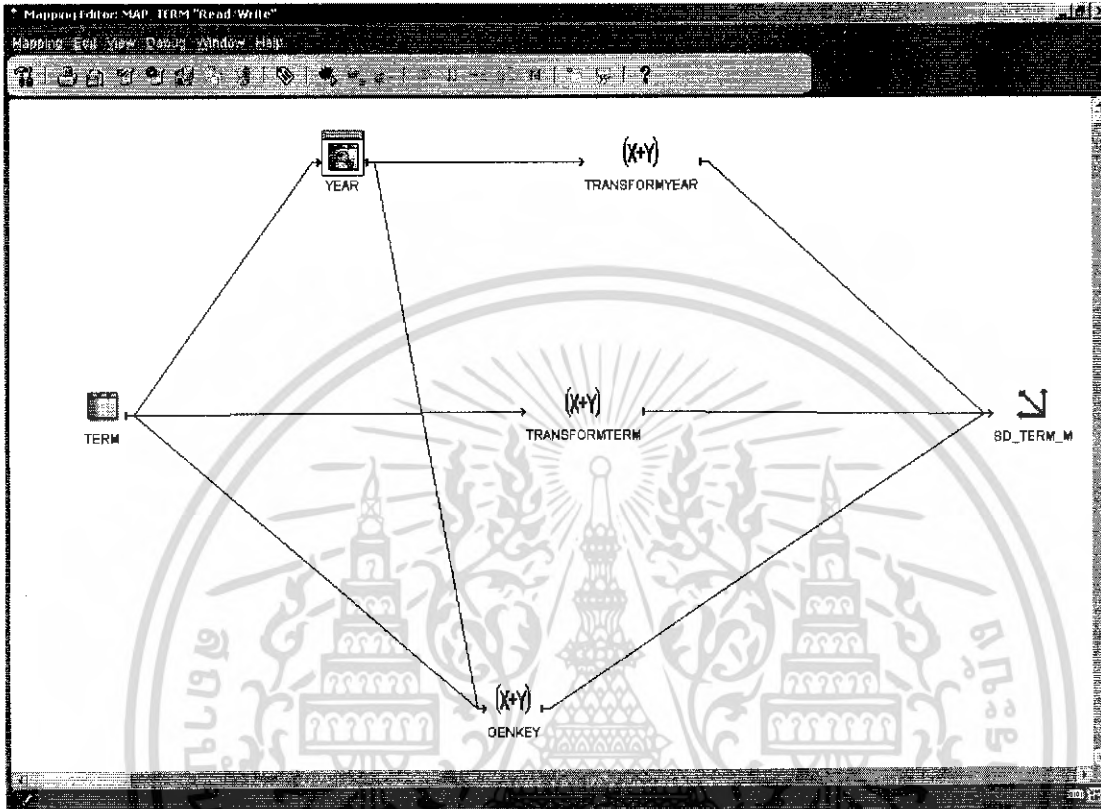 Mapping Editor: MAP_TERM "Read/Write"
Mapping Edit View Debug Window Help
?
(X+Y)
YEAR
TRANSFORMYEAR
(X+Y)
TERM
TRANSFORMTERM
SD_TERM_M
(X+Y)
GENKEY